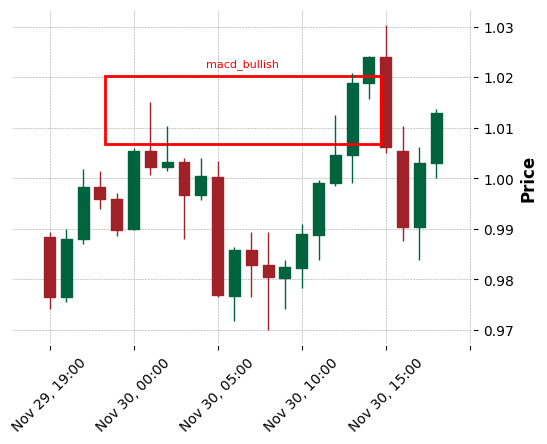 macd_bullish
1.03
1.02
1.01
1.00
0.99
0.98
0.97
Price
Nov 29, 19:00
Nov 30, 00:00
Nov 30, 05:00
Nov 30, 10:00
Nov 30, 15:00